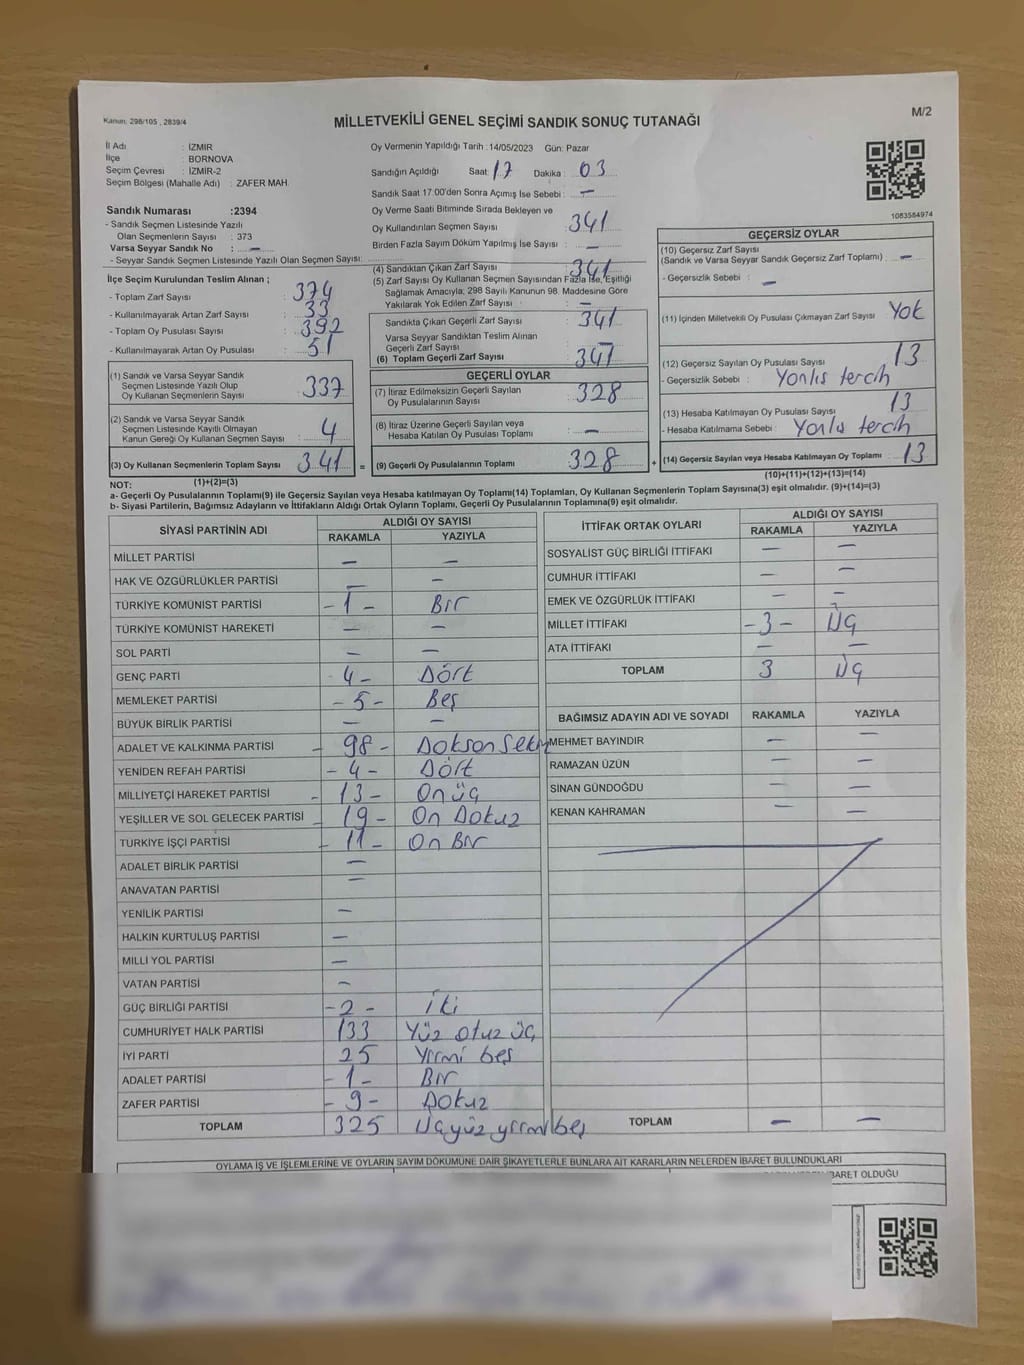 Kanun, 298/105 , 2839/4
MİLLETVEKİLİ GENEL SEÇİMİ SANDIK SONUÇ TUTANAĞI
M/2
İl Adı : İZMİR
İlçe : BORNOVA
Seçim Çevresi : İZMİR-2
Seçim Bölgesi (Mahalle Adı) : ZAFER MAH.
Sandık Numarası :2394
- Sandık Seçmen Listesinde Yazılı
Olan Seçmenlerin Sayısı : 373
Varsa Seyyar Sandık No : —
- Seyyar Sandık Seçmen Listesinde Yazılı Olan Seçmen Sayısı:
İlçe Seçim Kurulundan Teslim Alınan ;
- Toplam Zarf Sayısı : 374
- Kullanılmayarak Artan Zarf Sayısı : 33
- Toplam Oy Pusulası Sayısı : 392
- Kullanılmayarak Artan Oy Pusulası : 51
(1) Sandık ve Varsa Seyyar Sandık
Seçmen Listesinde Yazılı Olup
Oy Kullanan Seçmenlerin Sayısı : 337
(2) Sandık ve Varsa Seyyar Sandık
Seçmen Listesinde Kayıtlı Olmayan
Kanun Gereği Oy Kullanan Seçmen Sayısı : 4
(3) Oy Kullanan Seçmenlerin Toplam Sayısı : 341
(1)+(2)=(3)
Oy Vermenin Yapıldığı Tarih :14/05/2023 Gün: Pazar
Sandığın Açıldığı Saat: 17 Dakika : 03
Sandık Saat 17:00'den Sonra Açımış İse Sebebi : —
Oy Verme Saati Bitiminde Sırada Bekleyen ve
Oy Kullandırılan Seçmen Sayısı : 341
Birden Fazla Sayım Döküm Yapılmış İse Sayısı : —
(4) Sandıktan Çıkan Zarf Sayısı : 341
(5) Zarf Sayısı Oy Kullanan Seçmen Sayısından Fazla İse, Eşitliği
Sağlamak Amacıyla, 298 Sayılı Kanunun 98. Maddesine Göre
Yakılarak Yok Edilen Zarf Sayısı : —
Sandıkta Çıkan Geçerli Zarf Sayısı : 341
Varsa Seyyar Sandıktan Teslim Alınan
Geçerli Zarf Sayısı :
(6) Toplam Geçerli Zarf Sayısı : 341
GEÇERLİ OYLAR
(7) İtiraz Edilmeksizin Geçerli Sayılan
Oy Pusulalarının Sayısı : 328
(8) İtiraz Üzerine Geçerli Sayılan veya
Hesaba Katılan Oy Pusulası Toplamı : —
= (9) Geçerli Oy Pusulalarının Toplamı : 328
1083584974
GEÇERSİZ OYLAR
(10) Geçersiz Zarf Sayısı
(Sandık ve Varsa Seyyar Sandık Geçersiz Zarf Toplamı) : —
- Geçersizlik Sebebi : —
(11) İçinden Milletvekili Oy Pusulası Çıkmayan Zarf Sayısı : Yok
(12) Geçersiz Sayılan Oy Pusulası Sayısı : 13
- Geçersizlik Sebebi : Yanlıs tercih
(13) Hesaba Katılmayan Oy Pusulası Sayısı : 13
- Hesaba Katılmama Sebebi : Yanlıs tercih
+ (14) Geçersiz Sayılan veya Hesaba Katılmayan Oy Toplamı : 13
(10)+(11)+(12)+(13)=(14)
NOT:
a- Geçerli Oy Pusulalarının Toplamı(9) ile Geçersiz Sayılan veya Hesaba katılmayan Oy Toplamı(14) Toplamları, Oy Kullanan Seçmenlerin Toplam Sayısına(3) eşit olmalıdır. (9)+(14)=(3)
b- Siyasi Partilerin, Bağımsız Adayların ve İttifakların Aldığı Ortak Oyların Toplamı, Geçerli Oy Pusulalarının Toplamına(9) eşit olmalıdır.
SİYASİ PARTİNİN ADI ALDIĞI OY SAYISI
RAKAMLA YAZIYLA
MİLLET PARTİSİ — —
HAK VE ÖZGÜRLÜKLER PARTİSİ — —
TÜRKİYE KOMÜNİST PARTİSİ - 1 - Bir
TÜRKİYE KOMÜNİST HAREKETİ — —
SOL PARTİ — —
GENÇ PARTİ 4 - Dört
MEMLEKET PARTİSİ - 5 - Beş
BÜYÜK BİRLİK PARTİSİ — —
ADALET VE KALKINMA PARTİSİ - 98 - Doksan Sekiz
YENİDEN REFAH PARTİSİ - 4 - Dört
MİLLİYETÇİ HAREKET PARTİSİ - 13 - On üç
YEŞİLLER VE SOL GELECEK PARTİSİ - 19 - On Dokuz
TÜRKİYE İŞÇİ PARTİSİ - 11 - On Bir
ADALET BİRLİK PARTİSİ —
ANAVATAN PARTİSİ —
YENİLİK PARTİSİ —
HALKIN KURTULUŞ PARTİSİ —
MİLLİ YOL PARTİSİ —
VATAN PARTİSİ —
GÜÇ BİRLİĞİ PARTİSİ - 2 - İki
CUMHURİYET HALK PARTİSİ 133 Yüz otuz üç
İYİ PARTİ 25 Yirmi beş
ADALET PARTİSİ - 1 - Bir
ZAFER PARTİSİ - 9 - Dokuz
TOPLAM 325 Üçyüz yirmi beş
İTTİFAK ORTAK OYLARI ALDIĞI OY SAYISI
RAKAMLA YAZIYLA
SOSYALİST GÜÇ BİRLİĞİ İTTİFAKI — —
CUMHUR İTTİFAKI — —
EMEK VE ÖZGÜRLÜK İTTİFAKI — —
MİLLET İTTİFAKI - 3 - Üç
ATA İTTİFAKI — —
TOPLAM 3 Üç
BAĞIMSIZ ADAYIN ADI VE SOYADI RAKAMLA YAZIYLA
MEHMET BAYINDIR — —
RAMAZAN ÜZÜN — —
SİNAN GÜNDOĞDU — —
KENAN KAHRAMAN — —
TOPLAM — —
OYLAMA İŞ VE İŞLEMLERİNE VE OYLARIN SAYIM DÖKÜMÜNE DAİR ŞİKAYETLERLE BUNLARA AİT KARARLARIN NELERDEN İBARET BULUNDUKLARI
BARET OLDUĞU